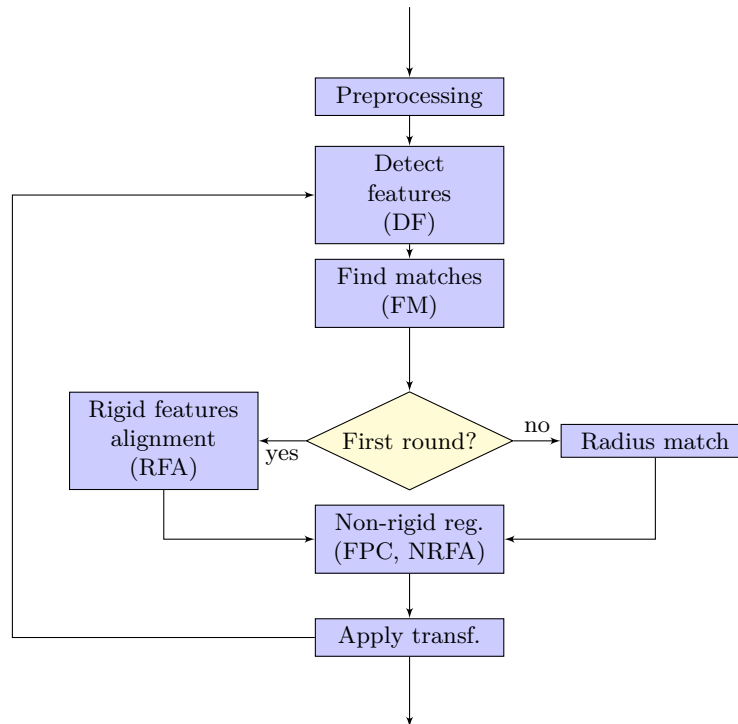 Preprocessing
Detect
features
(DF)
Find matches
(FM)
Rigid features
alignment
(RFA)
yes
First round?
no
Radius match
Non-rigid reg.
(FPC, NRFA)
Apply transf.